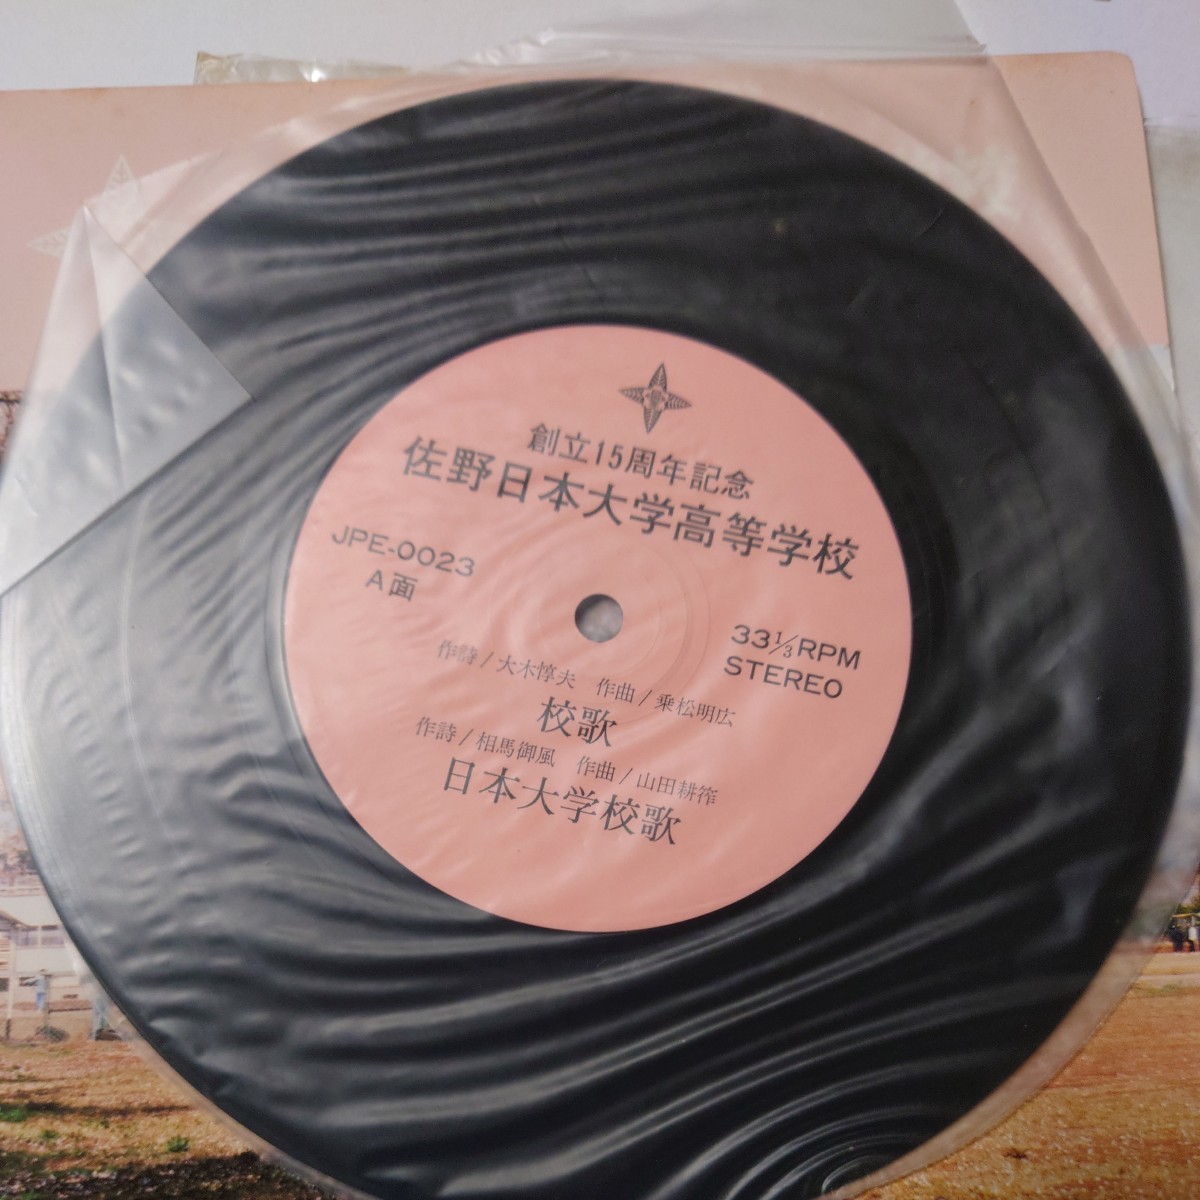 創立15周年記念
佐野日本大学高等学校
JPE-0023
A面
33⅓RPM
STEREO
作詩/大木惇夫 作曲/乗松明広
校歌
作詩/相馬御風 作曲/山田耕筰
日本大学校歌